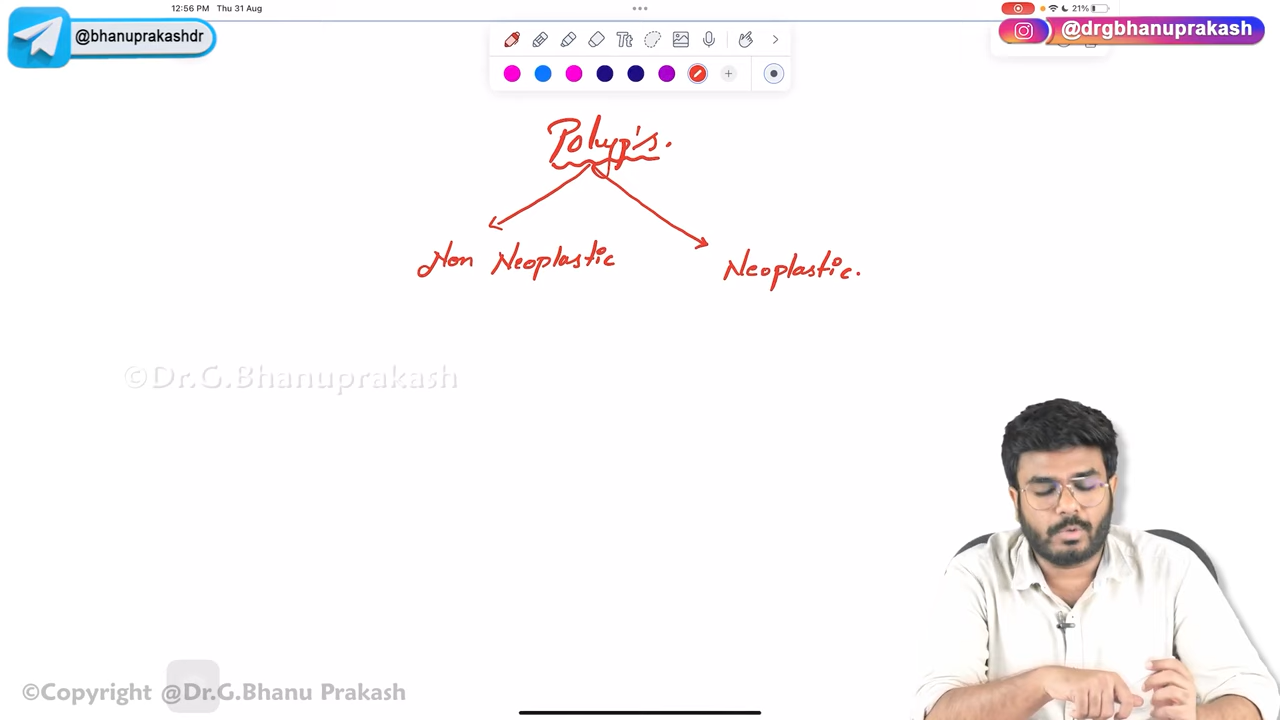 12:56 PM Thu 31 Aug
21%
@bhanuprakashdr
@drgbhanuprakash
Tt
Polyp's.
Non Neoplastic
Neoplastic.
©Dr.G.Bhanuprakash
©Copyright @Dr.G.Bhanu Prakash